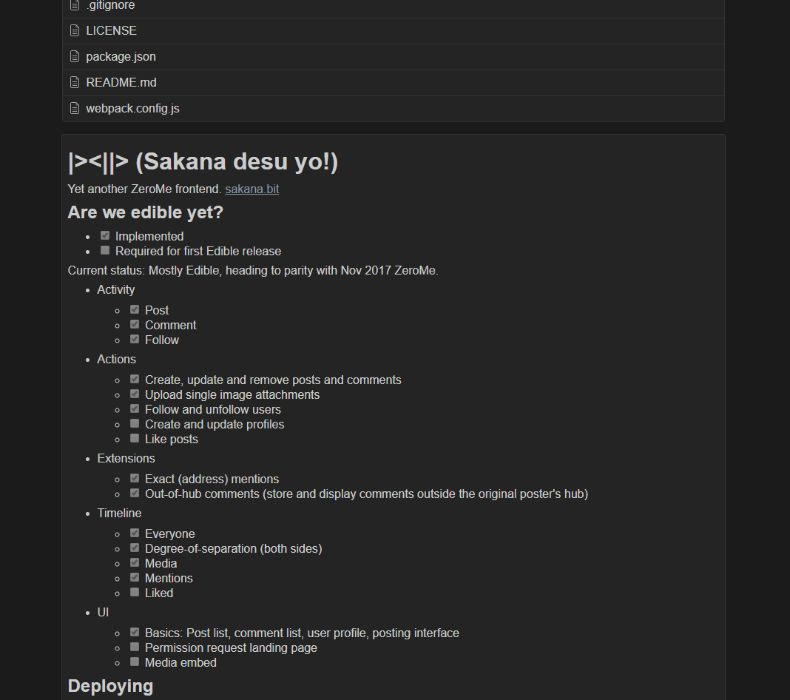 .gitignore
LICENSE
package.json
README.md
webpack.config.js
|><||> (Sakana desu yo!)
Yet another ZeroMe frontend. sakana.bit
Are we edible yet?
Implemented
Required for first Edible release
Current status: Mostly Edible, heading to parity with Nov 2017 ZeroMe.
Activity
Post
Comment
Follow
Actions
Create, update and remove posts and comments
Upload single image attachments
Follow and unfollow users
Create and update profiles
Like posts
Extensions
Exact (address) mentions
Out-of-hub comments (store and display comments outside the original poster's hub)
Timeline
Everyone
Degree-of-separation (both sides)
Media
Mentions
Liked
UI
Basics: Post list, comment list, user profile, posting interface
Permission request landing page
Media embed
Deploying